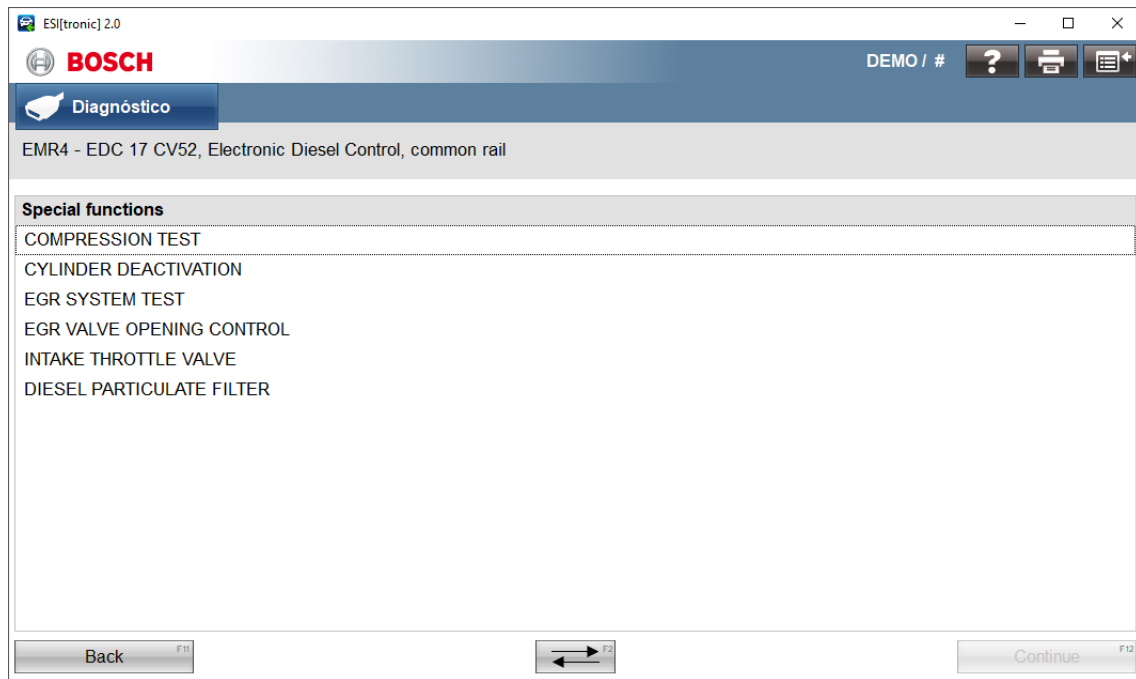 ESI[tronic] 2.0
BOSCH
DEMO / #
?
Diagnóstico
EMR4 - EDC 17 CV52, Electronic Diesel Control, common rail
Special functions
COMPRESSION TEST
CYLINDER DEACTIVATION
EGR SYSTEM TEST
EGR VALVE OPENING CONTROL
INTAKE THROTTLE VALVE
DIESEL PARTICULATE FILTER
Back F11
F2
Continue F12